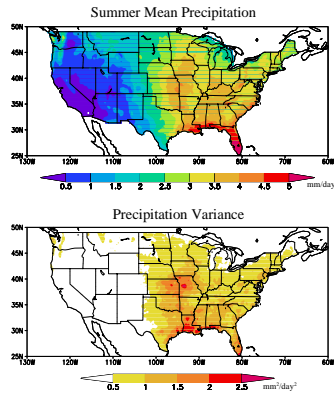 Summer Mean Precipitation
50N
45N
40N
35N
30N
25N
130W 120W 110W 100W 90W 80W 70W 60W
0.5 1 1.5 2 2.5 3 3.5 4 4.5 5 mm/day
Precipitation Variance
50N
45N
40N
35N
30N
25N
130W 120W 110W 100W 90W 80W 70W 60W
0.5 1 1.5 2 2.5 mm²/day²